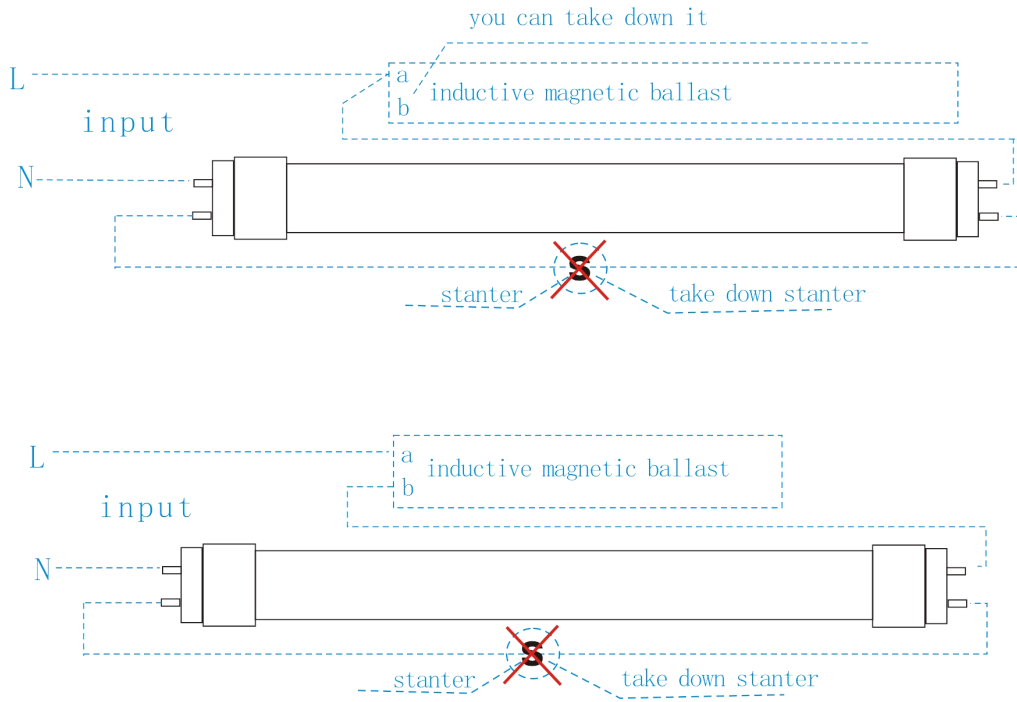 you can take down it
L
a
inductive magnetic ballast
b
input
N
S
stanter
take down stanter
L
a
inductive magnetic ballast
b
input
N
S
stanter
take down stanter